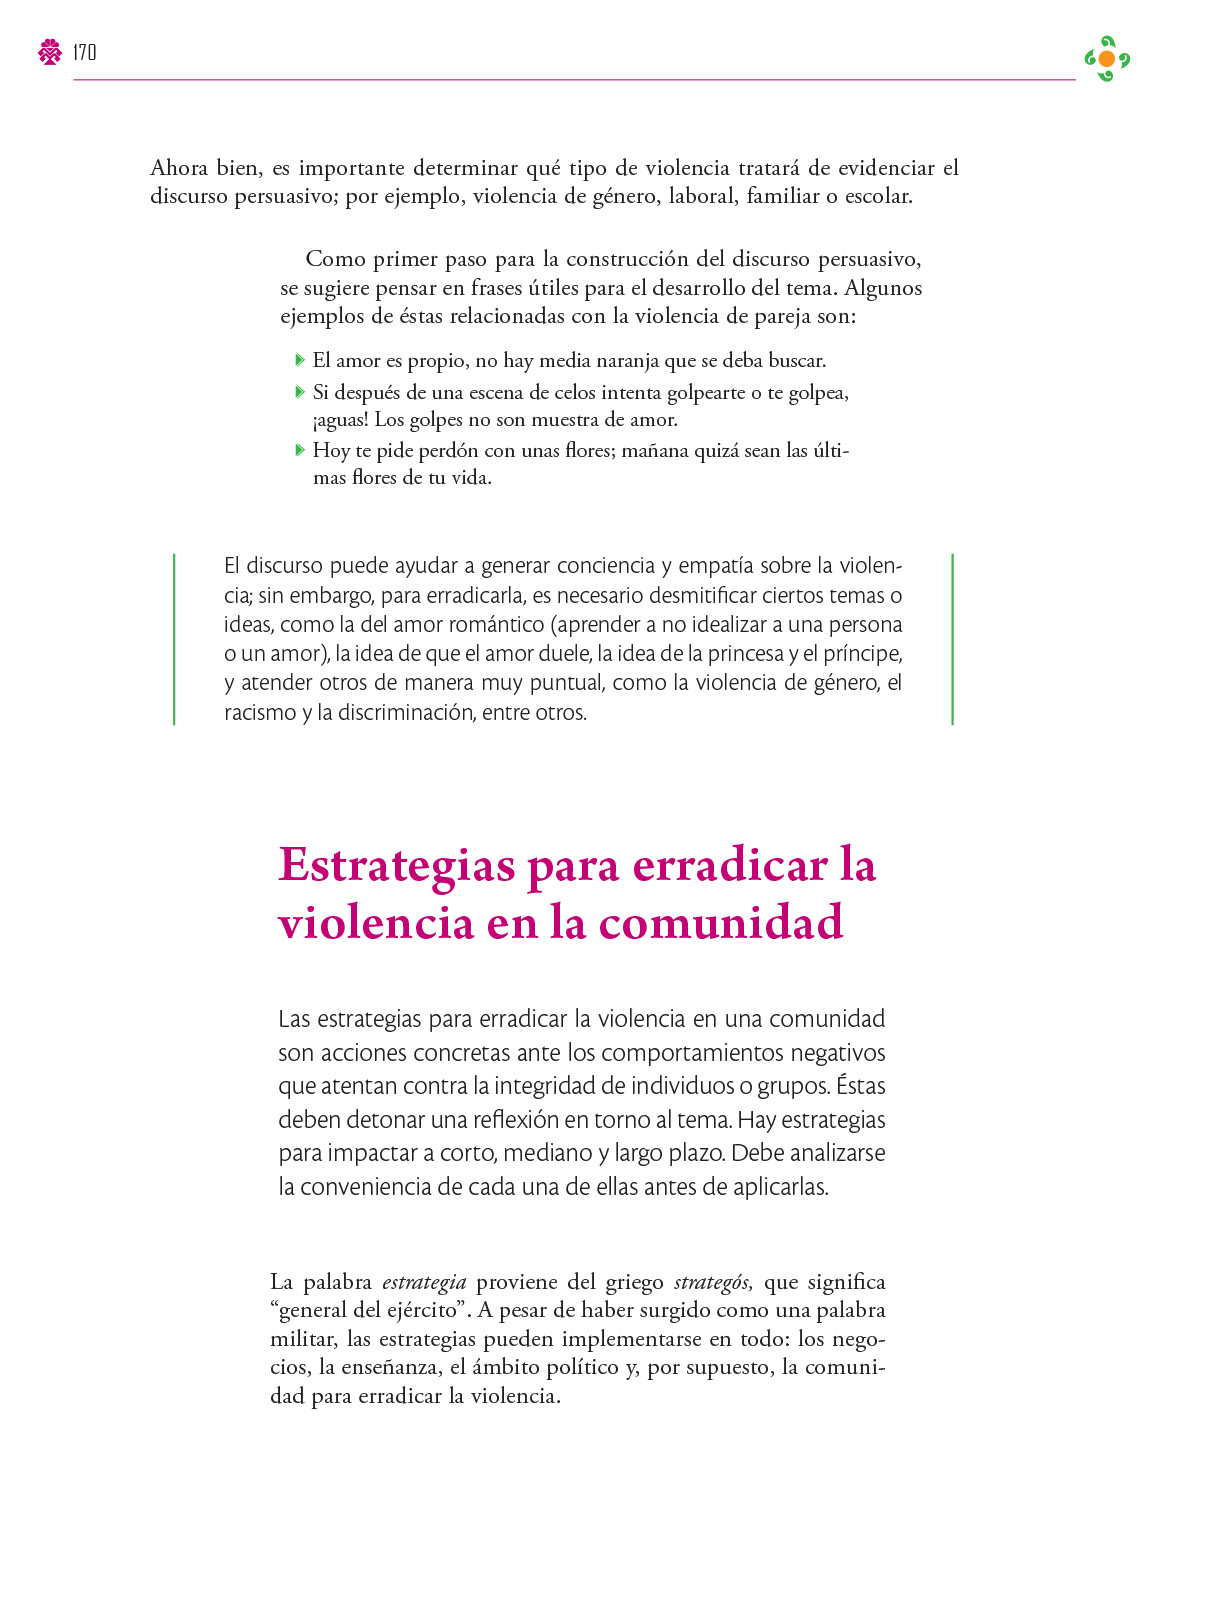 170
Ahora bien, es importante determinar qué tipo de violencia tratará de evidenciar el
discurso persuasivo; por ejemplo, violencia de género, laboral, familiar o escolar.
Como primer paso para la construcción del discurso persuasivo,
se sugiere pensar en frases útiles para el desarrollo del tema. Algunos
ejemplos de éstas relacionadas con la violencia de pareja son:
El amor es propio, no hay media naranja que se deba buscar.
Si después de una escena de celos intenta golpearte o te golpea,
¡aguas! Los golpes no son muestra de amor.
Hoy te pide perdón con unas flores; mañana quizá sean las últi-
mas flores de tu vida.
El discurso puede ayudar a generar conciencia y empatía sobre la violen-
cia; sin embargo, para erradicarla, es necesario desmitificar ciertos temas o
ideas, como la del amor romántico (aprender a no idealizar a una persona
o un amor), la idea de que el amor duele, la idea de la princesa y el príncipe,
y atender otros de manera muy puntual, como la violencia de género, el
racismo y la discriminación, entre otros.
Estrategias para erradicar la
violencia en la comunidad
Las estrategias para erradicar la violencia en una comunidad
son acciones concretas ante los comportamientos negativos
que atentan contra la integridad de individuos o grupos. Éstas
deben detonar una reflexión en torno al tema. Hay estrategias
para impactar a corto, mediano y largo plazo. Debe analizarse
la conveniencia de cada una de ellas antes de aplicarlas.
La palabra estrategia proviene del griego strategós, que significa
“general del ejército”. A pesar de haber surgido como una palabra
militar, las estrategias pueden implementarse en todo: los nego-
cios, la enseñanza, el ámbito político y, por supuesto, la comuni-
dad para erradicar la violencia.